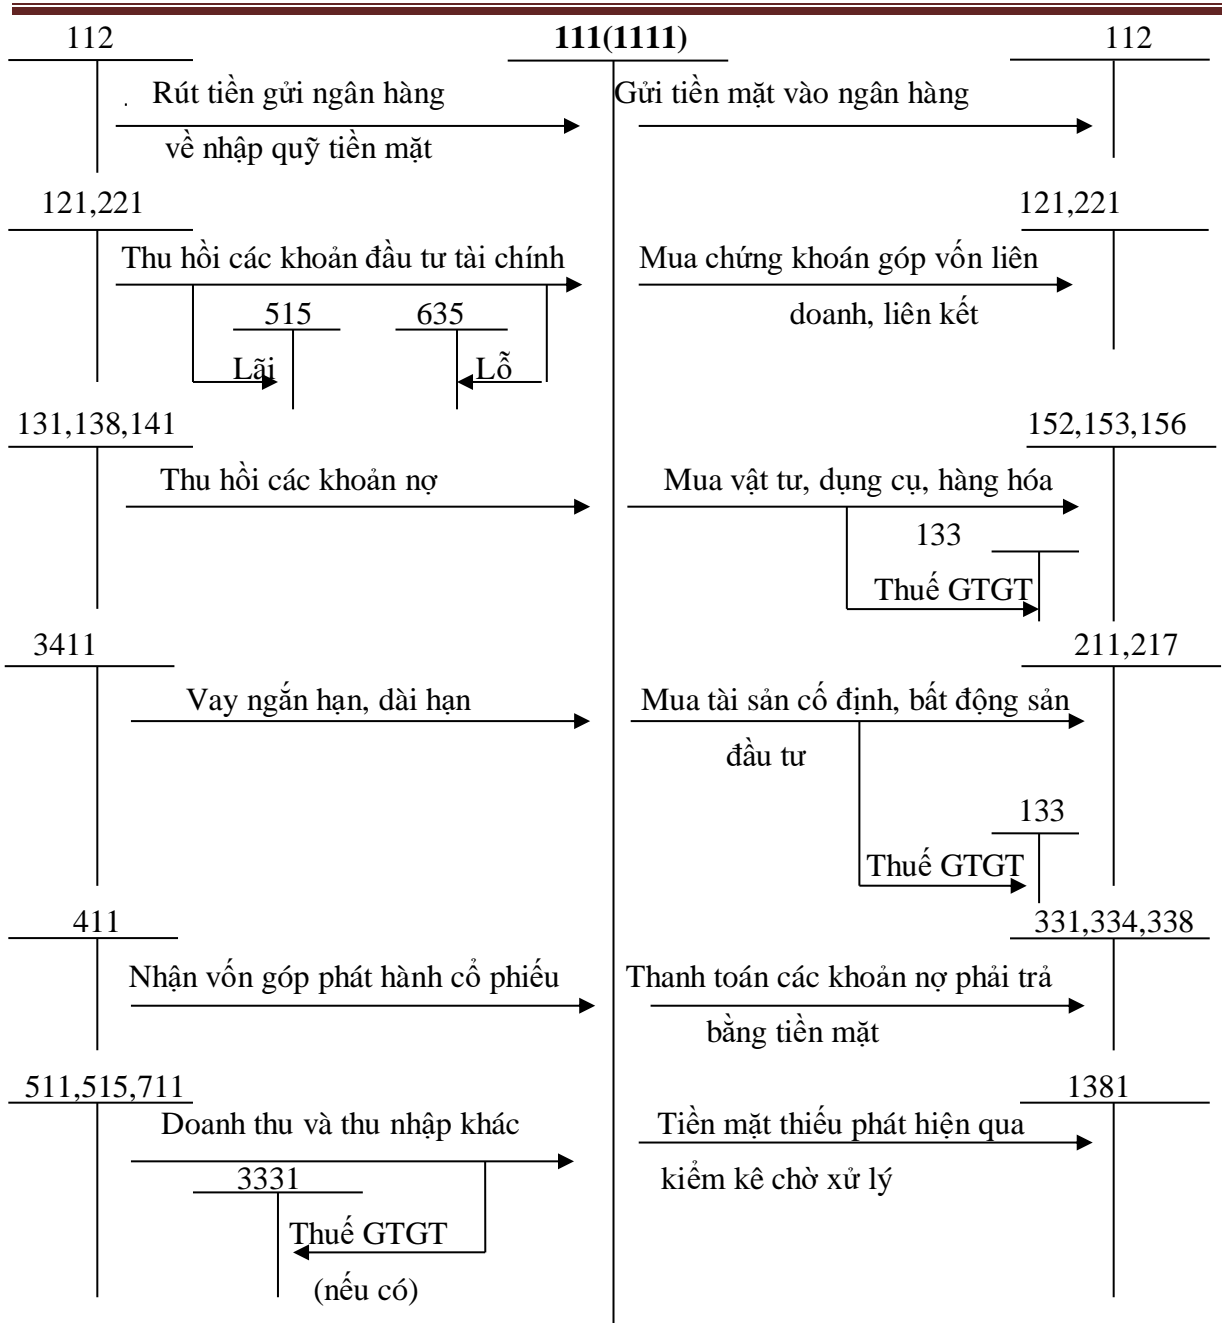 112
111(1111)
112
Rút tiền gửi ngân hàng
Gửi tiền mặt vào ngân hàng
về nhập quỹ tiền mặt
121,221
121,221
Thu hồi các khoản đầu tư tài chính
Mua chứng khoán góp vốn liên
doanh, liên kết
515
635
Lãi
Lỗ
131,138,141
152,153,156
Thu hồi các khoản nợ
Mua vật tư, dụng cụ, hàng hóa
133
Thuế GTGT
3411
211,217
Vay ngắn hạn, dài hạn
Mua tài sản cố định, bất động sản
đầu tư
133
Thuế GTGT
411
331,334,338
Nhận vốn góp phát hành cổ phiếu
Thanh toán các khoản nợ phải trả
bằng tiền mặt
511,515,711
1381
Doanh thu và thu nhập khác
Tiền mặt thiếu phát hiện qua
kiểm kê chờ xử lý
3331
Thuế GTGT
(nếu có)